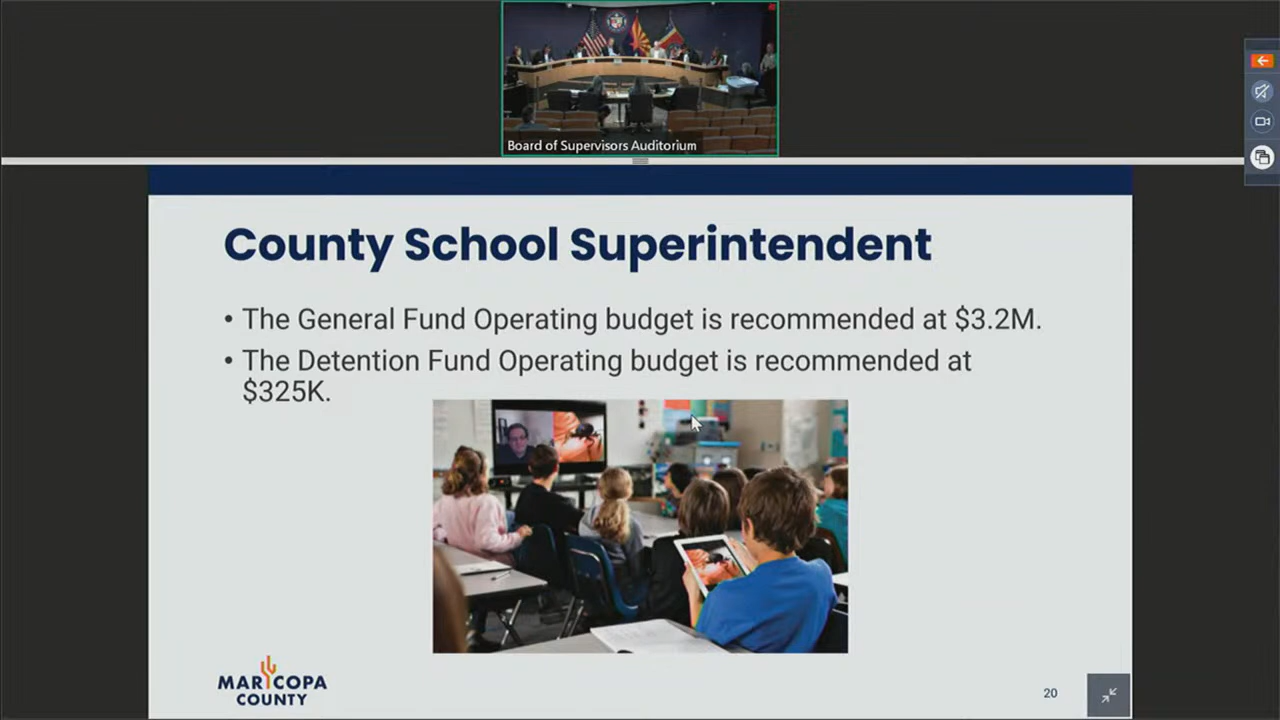 Board of Supervisors Auditorium
County School Superintendent
• The General Fund Operating budget is recommended at $3.2M.
• The Detention Fund Operating budget is recommended at
$325K.
MARICOPA
COUNTY
20